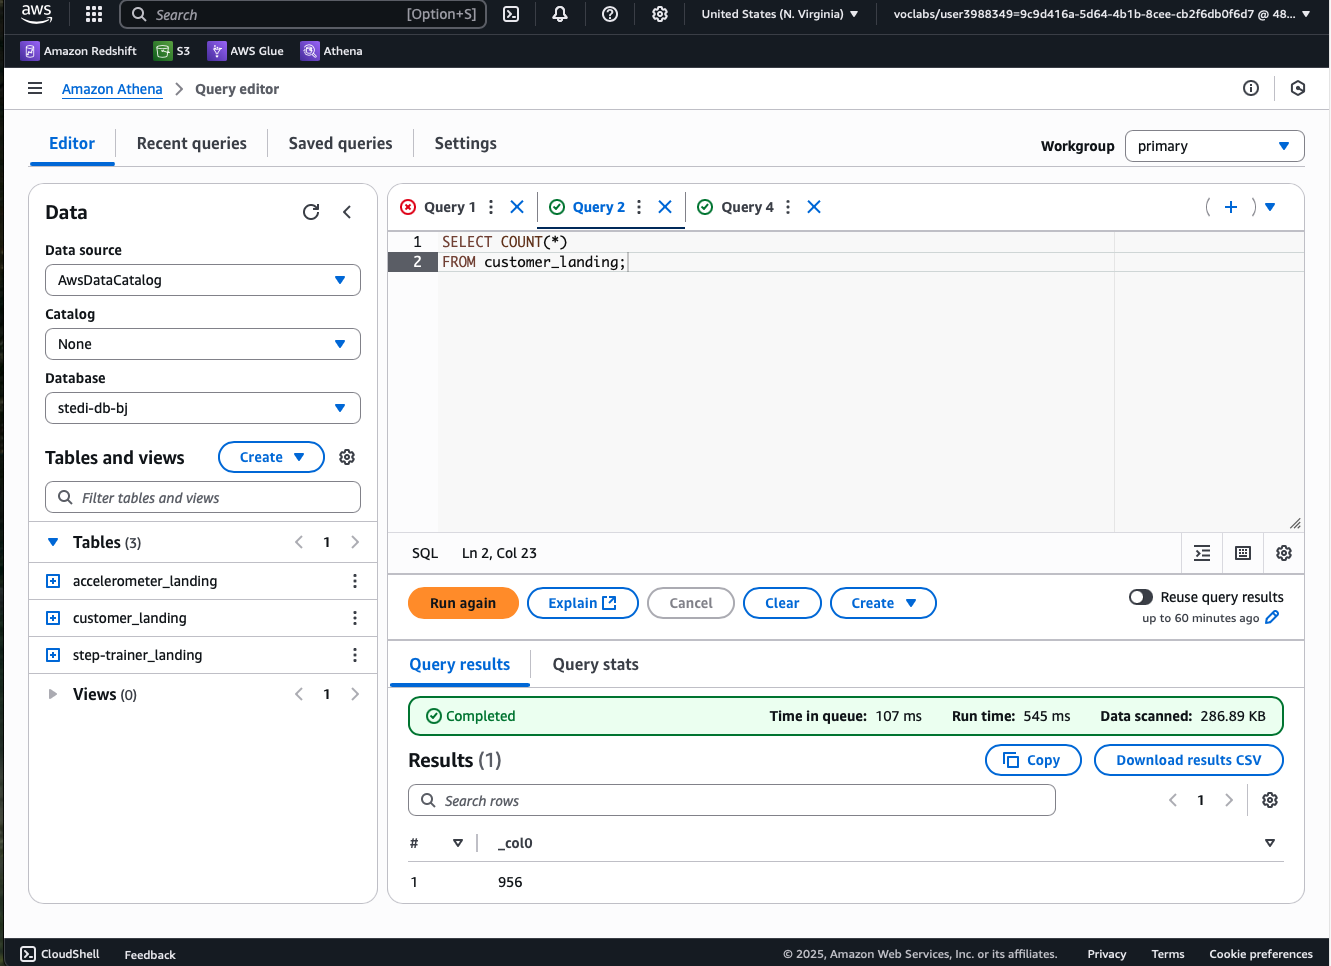 aws
Search [Option+S]
United States (N. Virginia)
voclabs/user3988349=9c9d416a-5d64-4b1b-8cee-cb2f6db0f6d7 @ 48...
Amazon Redshift S3 AWS Glue Athena
Amazon Athena Query editor
Editor Recent queries Saved queries Settings
Workgroup primary
Data
Data source
AwsDataCatalog
Catalog
None
Database
stedi-db-bj
Tables and views Create
Filter tables and views
Tables (3) 1
accelerometer_landing
customer_landing
step-trainer_landing
Views (0) 1
Query 1 Query 2 Query 4
1 SELECT COUNT(*)
2 FROM customer_landing;
SQL Ln 2, Col 23
Run again Explain Cancel Clear Create
Reuse query results
up to 60 minutes ago
Query results Query stats
Completed Time in queue: 107 ms Run time: 545 ms Data scanned: 286.89 KB
Results (1) Copy Download results CSV
Search rows 1
# _col0
1 956
CloudShell Feedback © 2025, Amazon Web Services, Inc. or its affiliates. Privacy Terms Cookie preferences